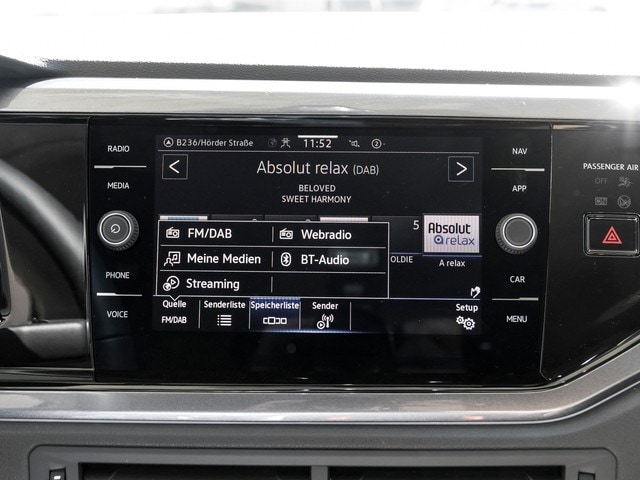 RADIO
MEDIA
PHONE
VOICE
B236/Hörder Straße
11:52
2
Absolut relax (DAB)
BELOVED
SWEET HARMONY
FM/DAB
Webradio
Meine Medien
BT-Audio
Streaming
5
OLDIE
Absolut
relax
A relax
Quelle
FM/DAB
Senderliste
Speicherliste
Sender
Setup
NAV
APP
CAR
MENU
PASSENGER AIR
OFF
ON